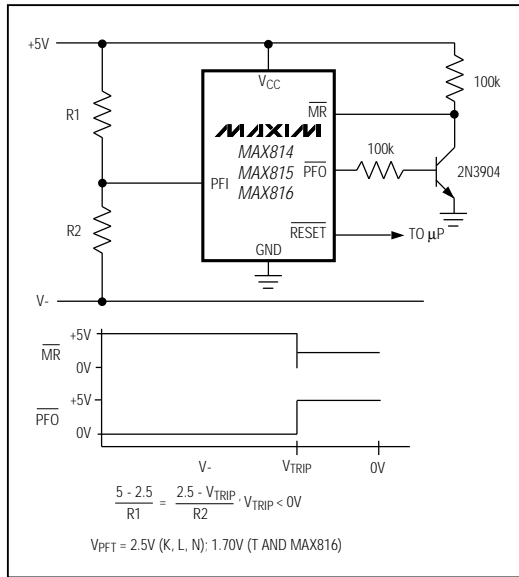 +5V
VCC
100k
R1
MAXIM
MR
MAX814
MAX815
MAX816
100k
PFI
PFO
2N3904
R2
RESET
TO µP
GND
V-
+5V
MR
0V
+5V
PFO
0V
V- VTRIP 0V
5 - 2.5 / R1 = 2.5 - VTRIP / R2 , VTRIP < 0V
VPFT = 2.5V (K, L, N); 1.70V (T AND MAX816)